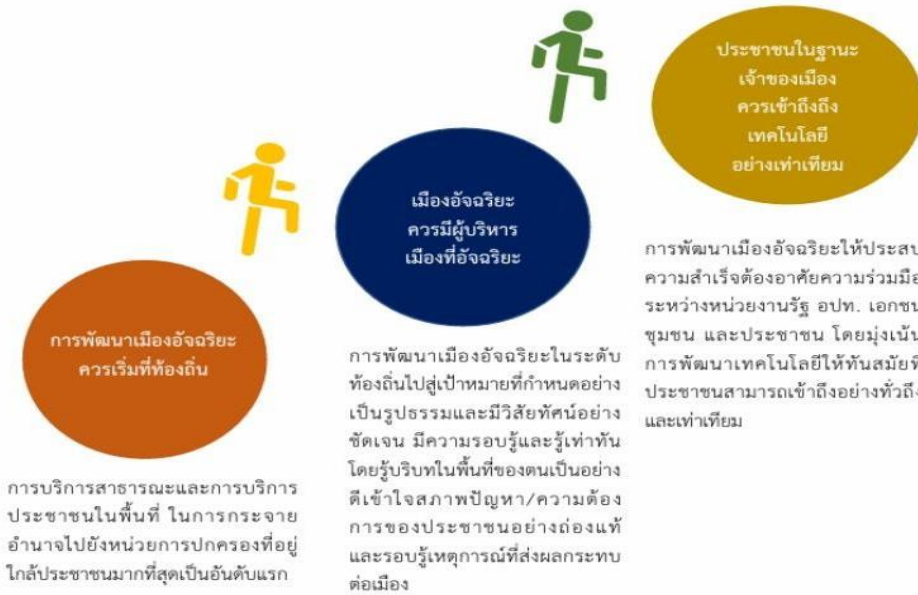 การพัฒนาเมืองอัจฉริยะ
ควรเริ่มที่ท้องถิ่น
การบริการสาธารณะและการบริการ
ประชาชนในพื้นที่ ในการกระจาย
อำนาจไปยังหน่วยการปกครองที่อยู่
ใกล้ประชาชนมากที่สุดเป็นอันดับแรก
เมืองอัจฉริยะ
ควรมีผู้บริหาร
เมืองที่อัจฉริยะ
การพัฒนาเมืองอัจฉริยะในระดับ
ท้องถิ่นไปสู่เป้าหมายที่กำหนดอย่าง
เป็นรูปธรรมและมีวิสัยทัศน์อย่าง
ชัดเจน มีความรอบรู้และรู้เท่าทัน
โดยรู้บริบทในพื้นที่ของตนเป็นอย่าง
ดีเข้าใจสภาพปัญหา/ความต้อง
การของประชาชนอย่างถ่องแท้
และรอบรู้เหตุการณ์ที่ส่งผลกระทบ
ต่อเมือง
ประชาชนในฐานะ
เจ้าของเมือง
ควรเข้าถึงถึง
เทคโนโลยี
อย่างเท่าเทียม
การพัฒนาเมืองอัจฉริยะให้ประสบ
ความสำเร็จต้องอาศัยความร่วมมือ
ระหว่างหน่วยงานรัฐ อปท. เอกชน
ชุมชน และประชาชน โดยมุ่งเน้น
การพัฒนาเทคโนโลยีให้ทันสมัยที่
ประชาชนสามารถเข้าถึงอย่างทั่วถึง
และเท่าเทียม